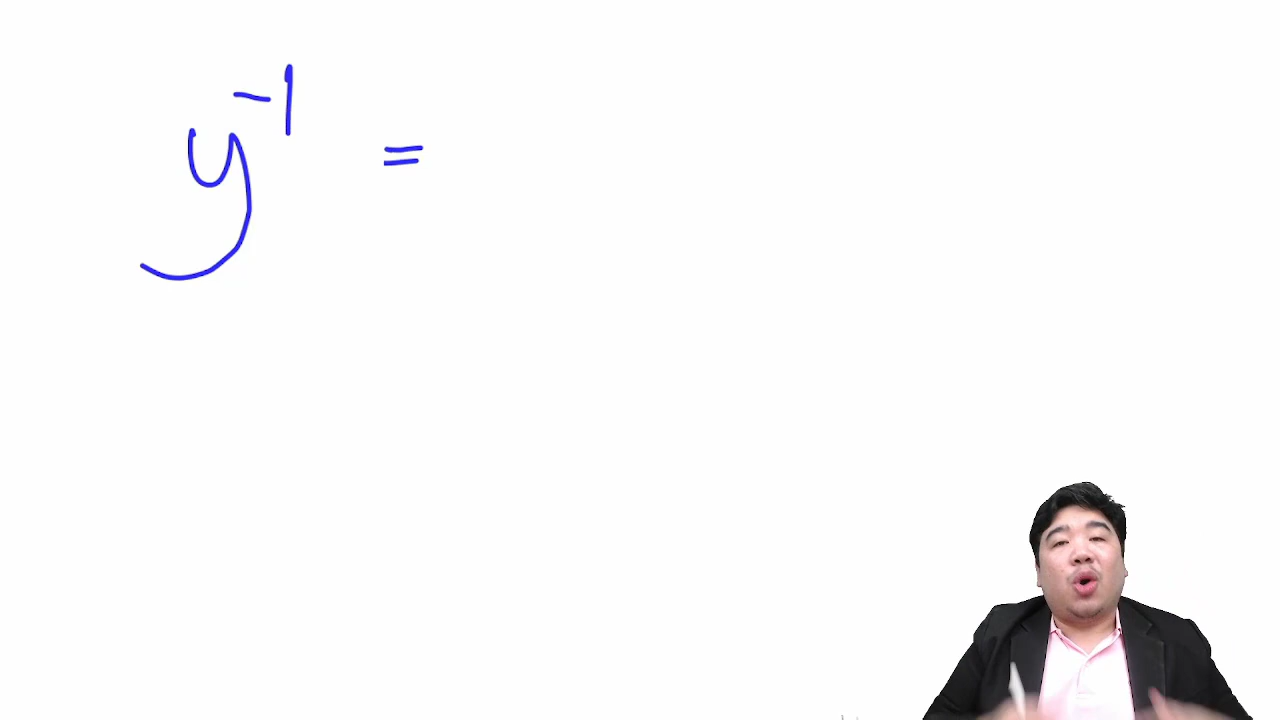 y⁻¹ =